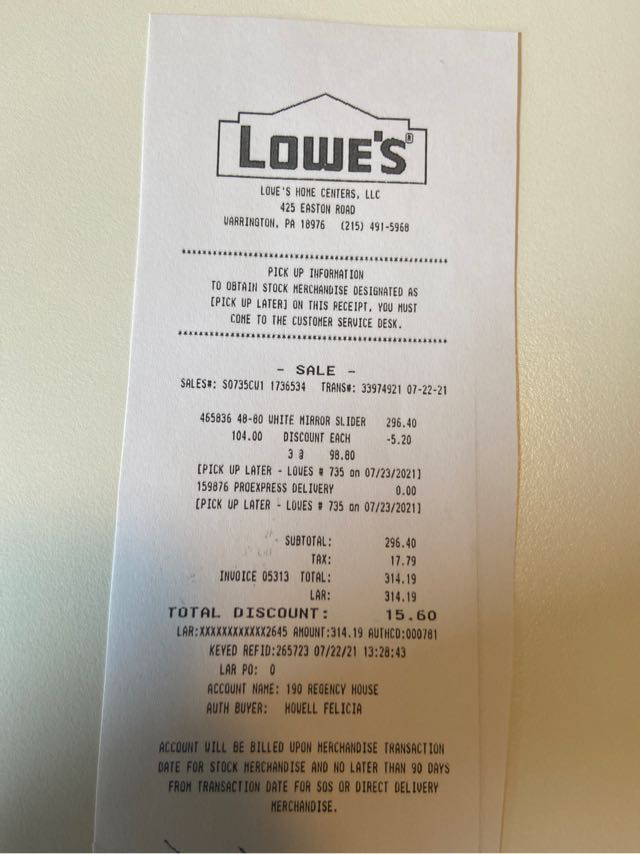 LOWE'S®
LOWE'S HOME CENTERS, LLC
425 EASTON ROAD
WARRINGTON, PA 18976 (215) 491-5968
PICK UP INFORMATION
TO OBTAIN STOCK MERCHANDISE DESIGNATED AS
[PICK UP LATER] ON THIS RECEIPT, YOU MUST
COME TO THE CUSTOMER SERVICE DESK.
- SALE -
SALES#: S0735CW1 1736534 TRANS#: 33974921 07-22-21
465836 48-80 WHITE MIRROR SLIDER 296.40
104.00 DISCOUNT EACH -5.20
3 @ 98.80
[PICK UP LATER - LOWES # 735 on 07/23/2021]
159876 PROEXPRESS DELIVERY 0.00
[PICK UP LATER - LOWES # 735 on 07/23/2021]
SUBTOTAL: 296.40
TAX: 17.79
INVOICE 05313 TOTAL: 314.19
LAR: 314.19
TOTAL DISCOUNT: 15.60
LAR:XXXXXXXXXXXX2645 AMOUNT:314.19 AUTHCD:000781
KEYED REFID:265723 07/22/21 13:28:43
LAR PO: 0
ACCOUNT NAME: 190 REGENCY HOUSE
AUTH BUYER: HOWELL FELICIA
ACCOUNT WILL BE BILLED UPON MERCHANDISE TRANSACTION
DATE FOR STOCK MERCHANDISE AND NO LATER THAN 90 DAYS
FROM TRANSACTION DATE FOR SOS OR DIRECT DELIVERY
MERCHANDISE.